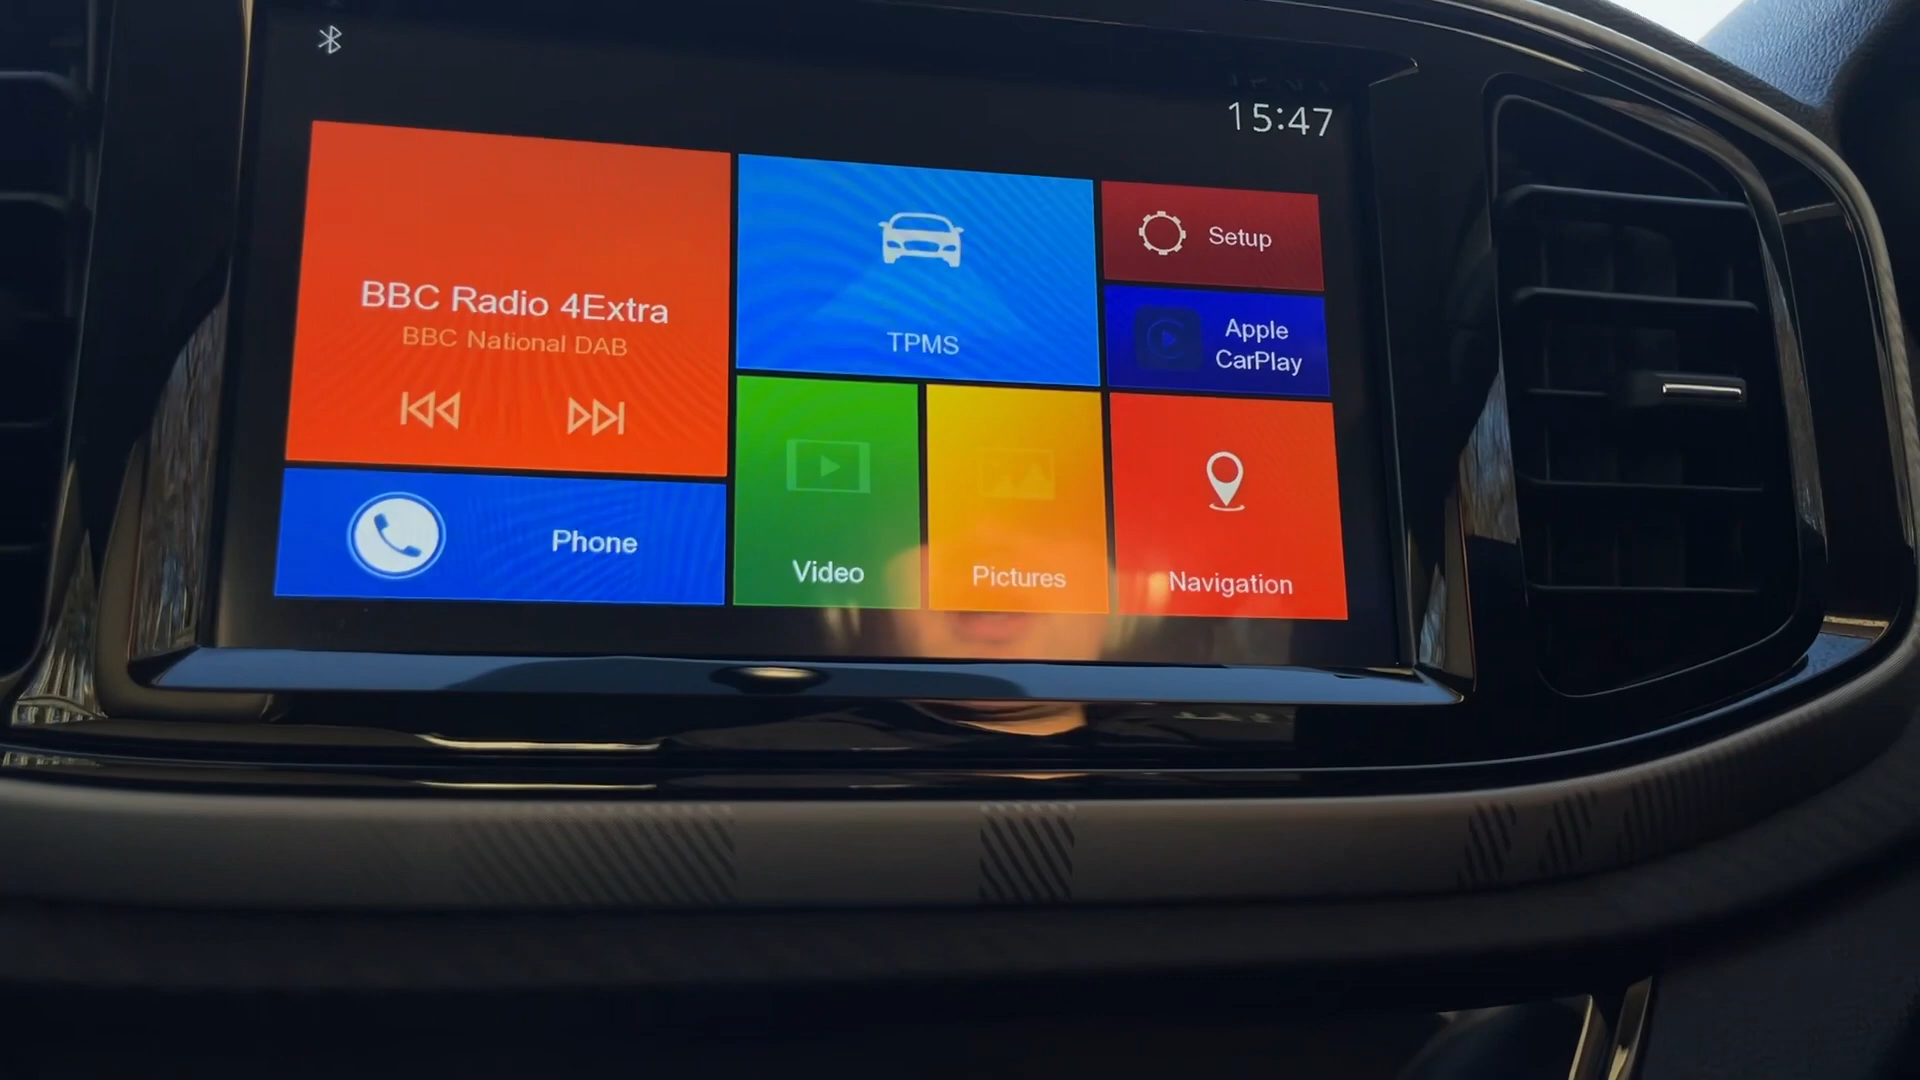 15:47
BBC Radio 4Extra
BBC National DAB
TPMS
Setup
Apple
CarPlay
Phone
Video
Pictures
Navigation